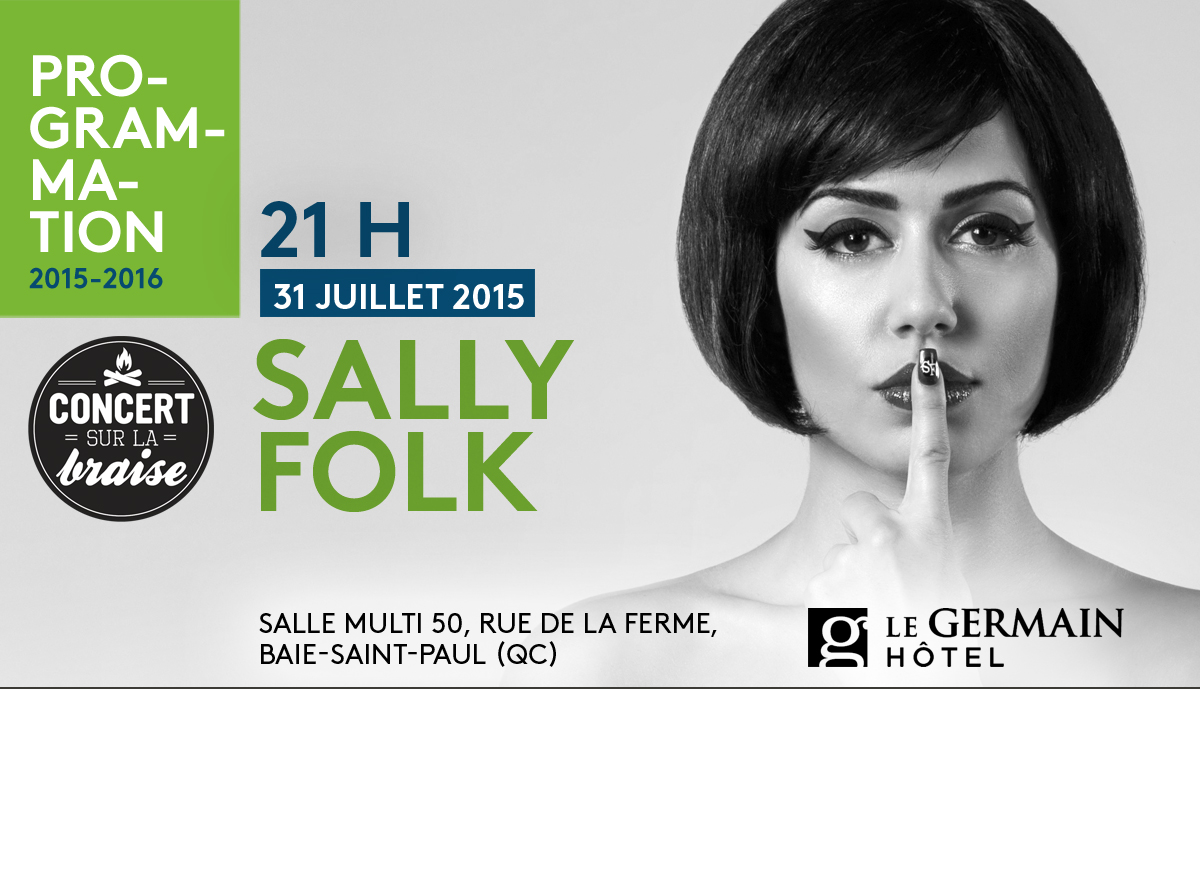 PRO-
GRAM-
MA-
TION
2015-2016
21 H
31 JUILLET 2015
CONCERT
SUR LA
braise
SALLY
FOLK
SF
SALLE MULTI 50, RUE DE LA FERME,
BAIE-SAINT-PAUL (QC)
g
LE GERMAIN
HÔTEL